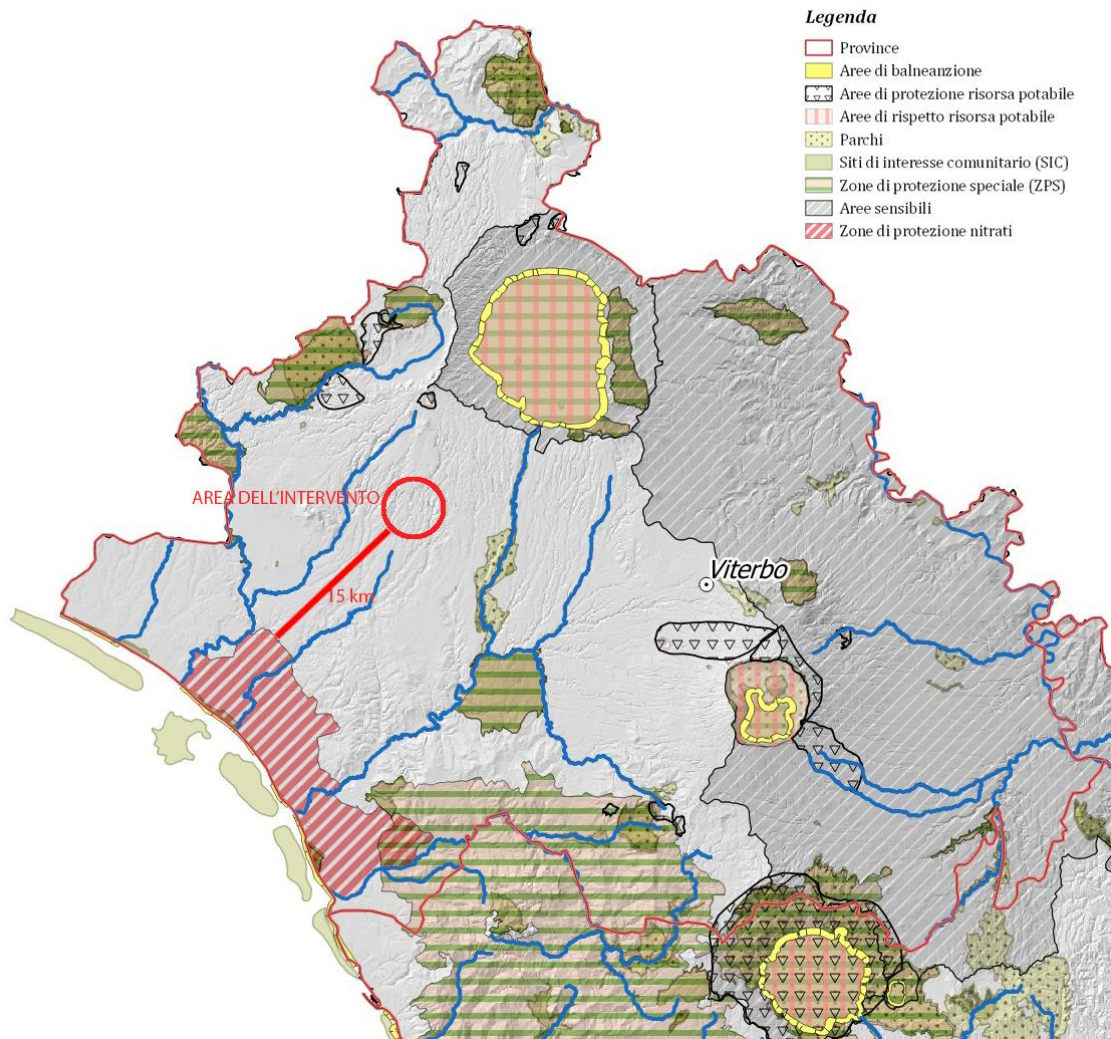 Legenda
Province
Aree di balneanzione
Aree di protezione risorsa potabile
Aree di rispetto risorsa potabile
Parchi
Siti di interesse comunitario (SIC)
Zone di protezione speciale (ZPS)
Aree sensibili
Zone di protezione nitrati
AREA DELL'INTERVENTO
15 km
Viterbo